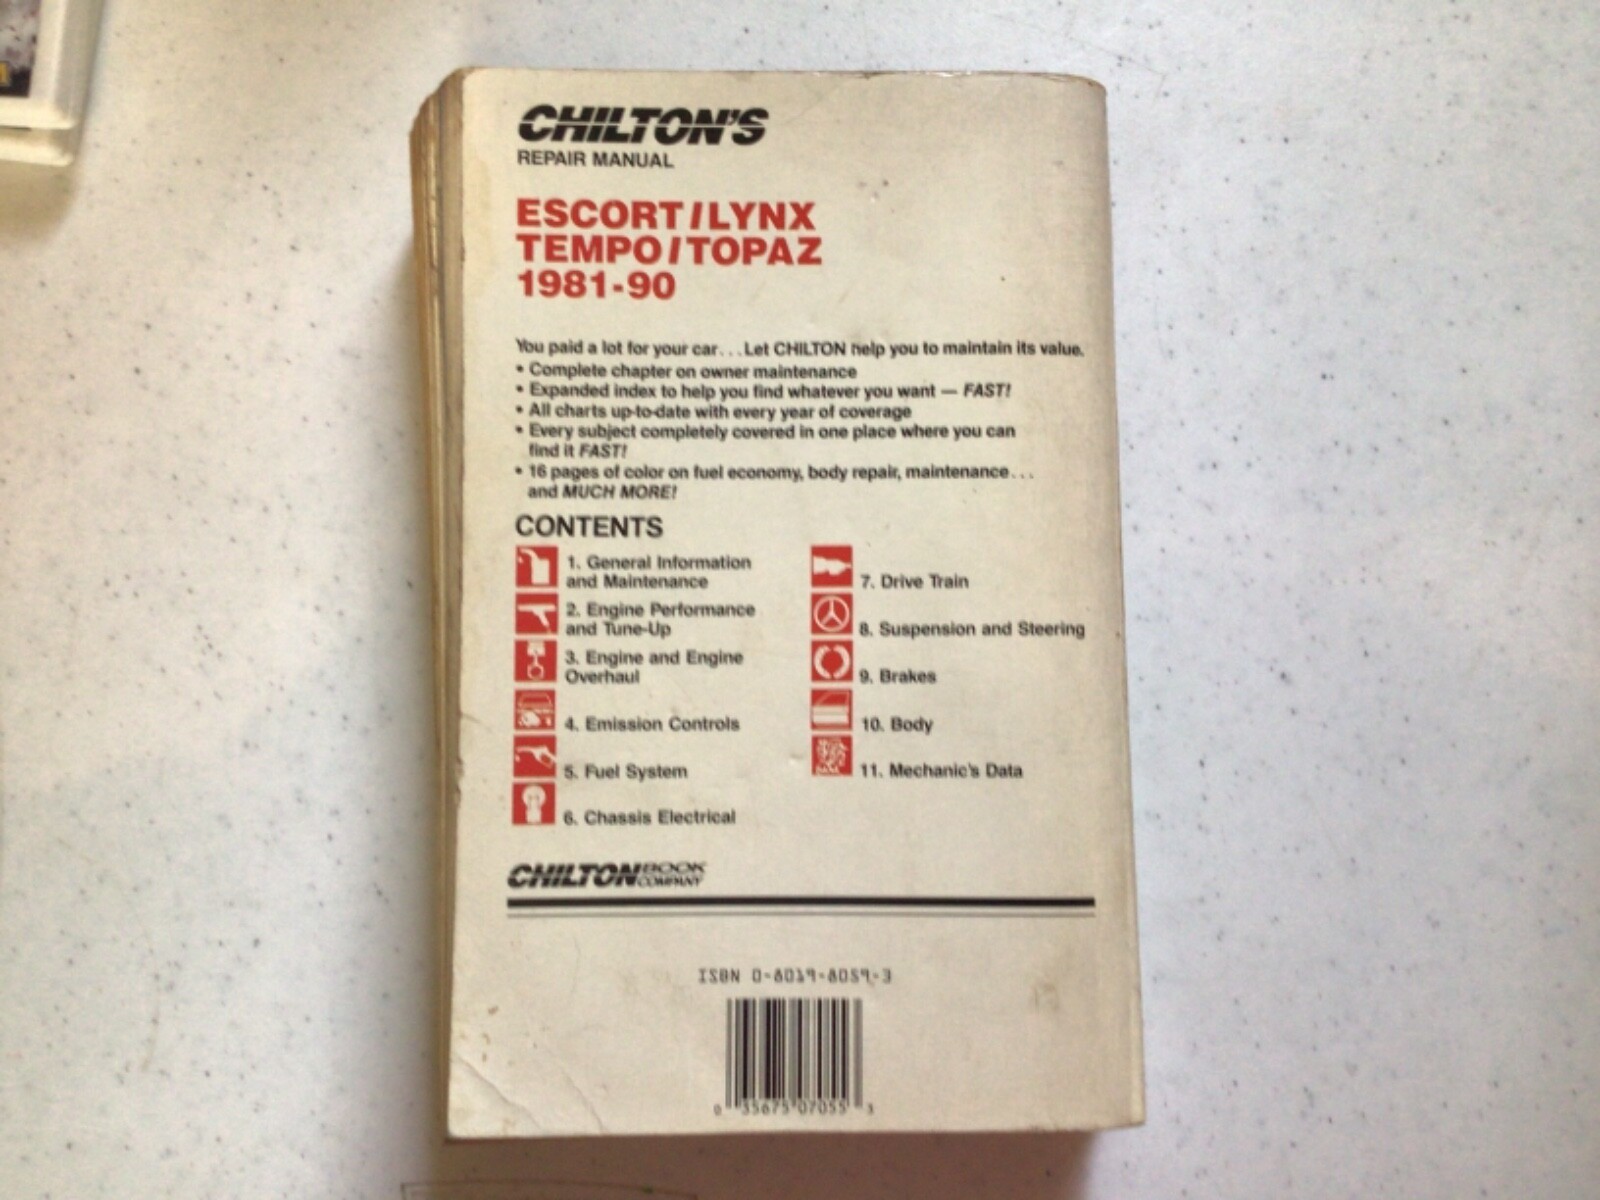 CHILTON'S
REPAIR MANUAL
ESCORT/LYNX
TEMPO/TOPAZ
1981-90
You paid a lot for your car...Let CHILTON help you to maintain its value.
• Complete chapter on owner maintenance
• Expanded index to help you find whatever you want — FAST!
• All charts up-to-date with every year of coverage
• Every subject completely covered in one place where you can
find it FAST!
• 16 pages of color on fuel economy, body repair, maintenance...
and MUCH MORE!
CONTENTS
1. General Information
and Maintenance
2. Engine Performance
and Tune-Up
3. Engine and Engine
Overhaul
4. Emission Controls
5. Fuel System
6. Chassis Electrical
7. Drive Train
8. Suspension and Steering
9. Brakes
10. Body
11. Mechanic's Data
CHILTON BOOK
COMPANY
ISBN 0-8019-8059-3
0 35675 07055 3